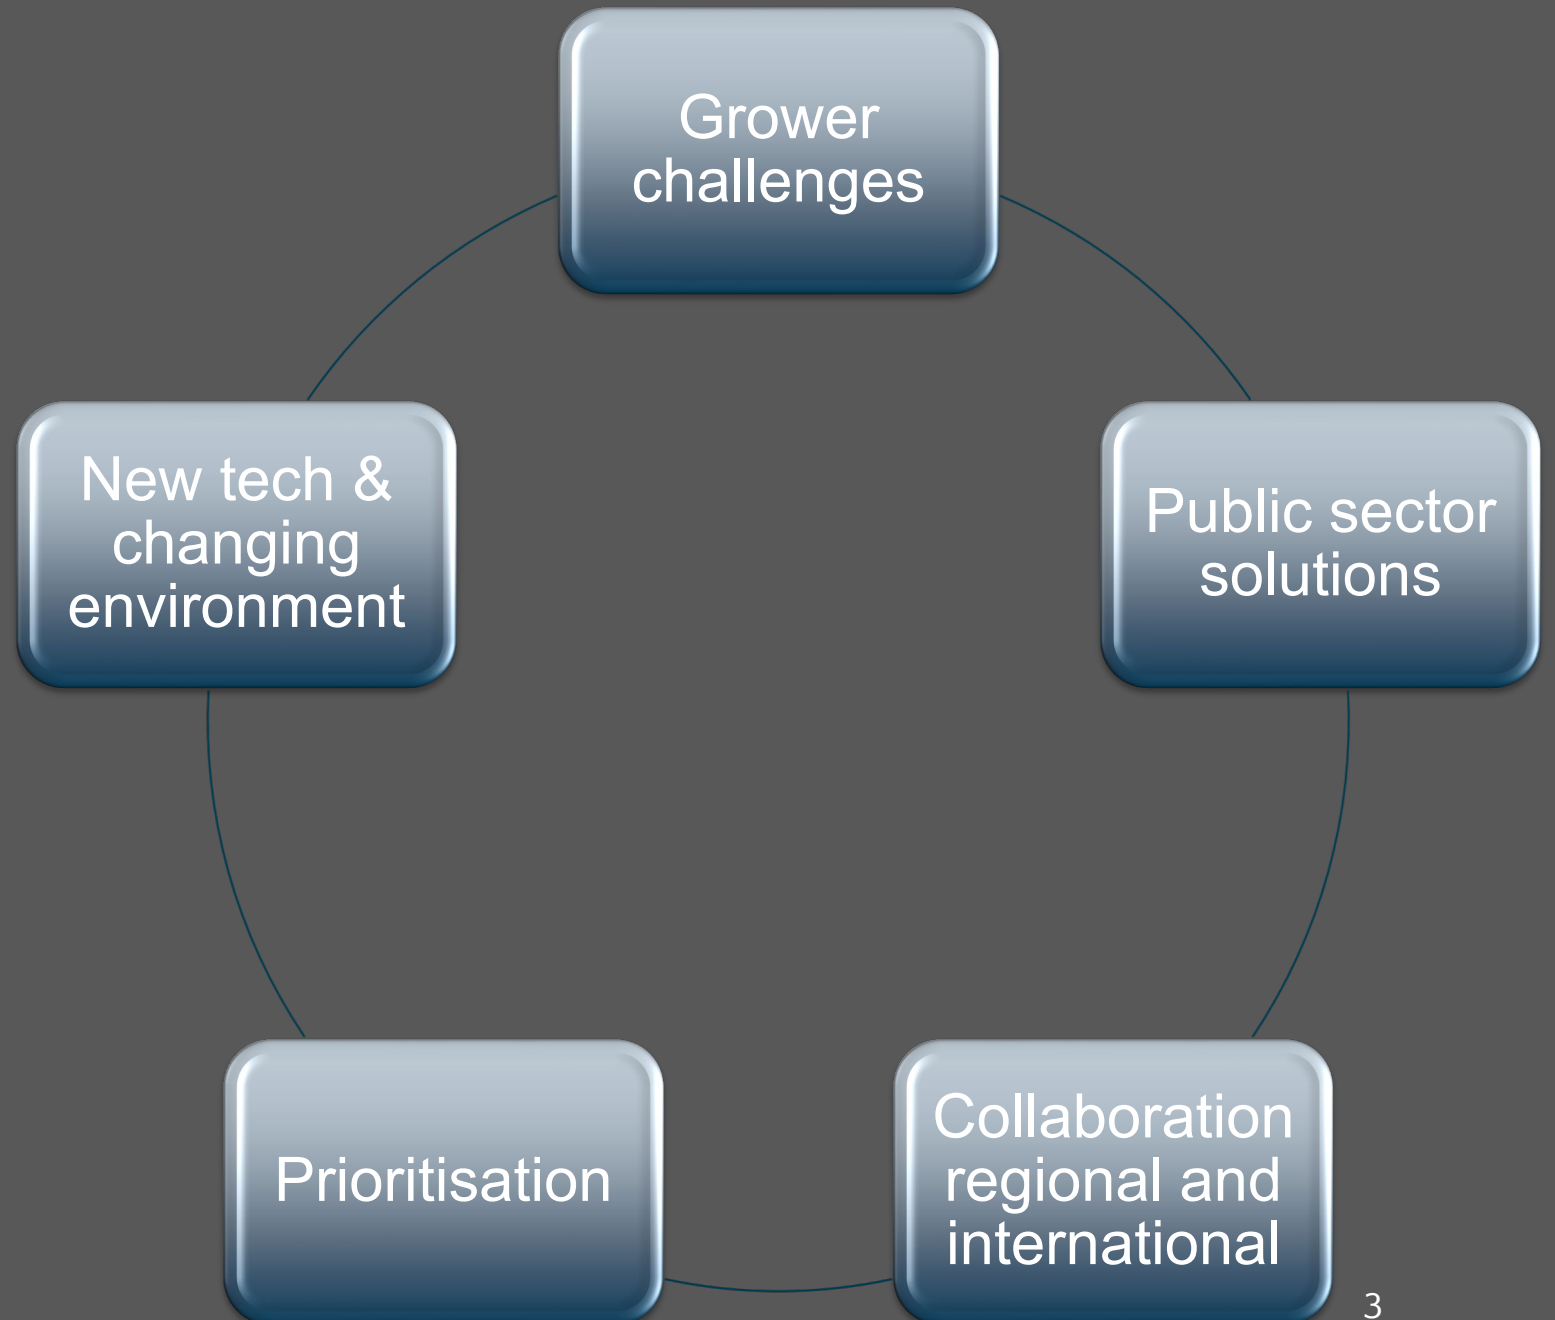 Grower
challenges
Public sector
solutions
Collaboration
regional and
international
Prioritisation
New tech &
changing
environment
3